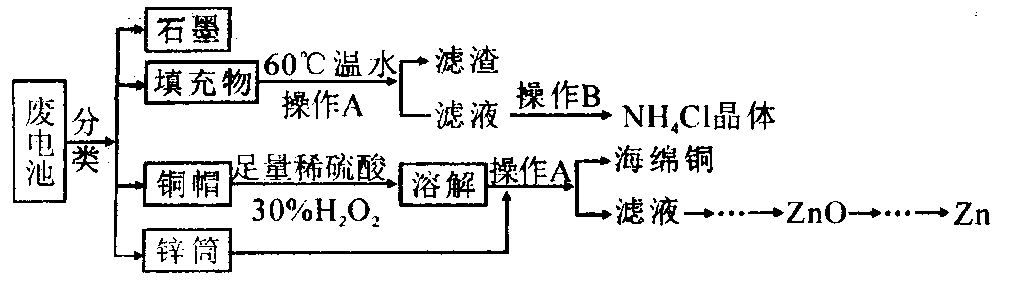 石墨
填充物
60℃温水
操作A
滤渣
滤液
操作B
NH₄Cl晶体
废电池
分类
铜帽
足量稀硫酸
30%H₂O₂
溶解
操作A
海绵铜
滤液
···
ZnO
···
Zn
锌筒